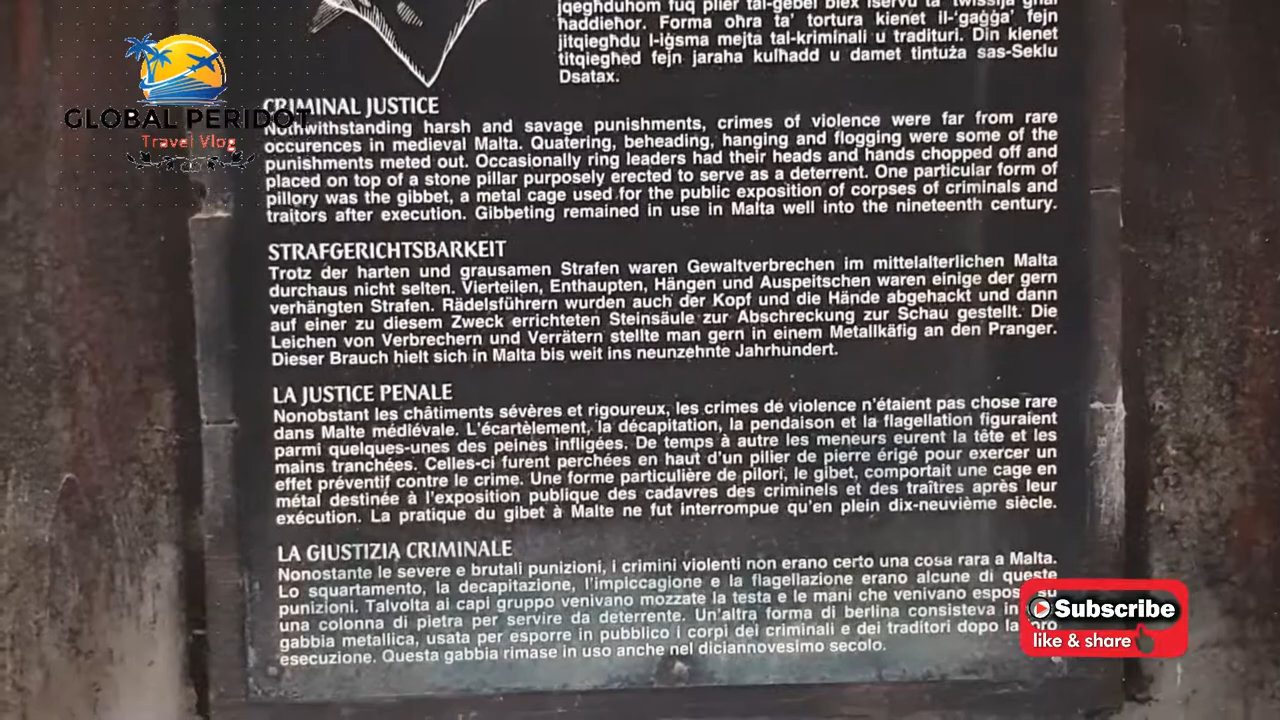 jqegħduhom fuq piler tal-ġebel biex iservu ta' twissija għal
ħaddieħor. Forma oħra ta' tortura kienet il-'gaġġa' fejn
jitqiegħdu l-iġsma mejta tal-kriminali u tradituri. Din kienet
titqiegħed fejn jaraha kulħadd u damet tintuża sas-Seklu
Dsatax.
GLOBAL PERIDOT
Travel Vlog
CRIMINAL JUSTICE
Nothwithstanding harsh and savage punishments, crimes of violence were far from rare
occurences in medieval Malta. Quatering, beheading, hanging and flogging were some of the
punishments meted out. Occasionally ring leaders had their heads and hands chopped off and
placed on top of a stone pillar purposely erected to serve as a deterrent. One particular form of
pillory was the gibbet, a metal cage used for the public exposition of corpses of criminals and
traitors after execution. Gibbeting remained in use in Malta well into the nineteenth century.
STRAFGERICHTSBARKEIT
Trotz der harten und grausamen Strafen waren Gewaltverbrechen im mittelalterlichen Malta
durchaus nicht selten. Vierteilen, Enthaupten, Hängen und Auspeitschen waren einige der gern
verhängten Strafen. Rädelsführern wurden auch der Kopf und die Hände abgehackt und dann
auf einer zu diesem Zweck errichteten Steinsäule zur Abschreckung zur Schau gestellt. Die
Leichen von Verbrechern und Verrätern stellte man gern in einem Metallkäfig an den Pranger.
Dieser Brauch hielt sich in Malta bis weit ins neunzehnte Jahrhundert.
LA JUSTICE PENALE
Nonobstant les châtiments sévères et rigoureux, les crimes de violence n'étaient pas chose rare
dans Malte médiévale. L'écartèlement, la décapitation, la pendaison et la flagellation figuraient
parmi quelques-unes des peines infligées. De temps à autre les meneurs eurent la tête et les
mains tranchées. Celles-ci furent perchées en haut d'un pilier de pierre érigé pour exercer un
effet préventif contre le crime. Une forme particulière de pilori, le gibet, comportait une cage en
métal destinée à l'exposition publique des cadavres des criminels et des traîtres après leur
exécution. La pratique du gibet à Malte ne fut interrompue qu'en plein dix-neuvième siècle.
LA GIUSTIZIA CRIMINALE
Nonostante le severe e brutali punizioni, i crimini violenti non erano certo una cosa rara a Malta.
Lo squartamento, la decapitazione, l'impiccagione e la flagellazione erano alcune di queste
punizioni. Talvolta ai capi gruppo venivano mozzate la testa e le mani che venivano su
una colonna di pietra per servire da deterrente. Un'altra forma di berlina consisteva in
gabbia metallica, usata per esporre in pubblico i corpi dei criminali e dei traditori dopo la loro
esecuzione. Questa gabbia rimase in uso anche nel diciannovesimo secolo.
Subscribe
like & share